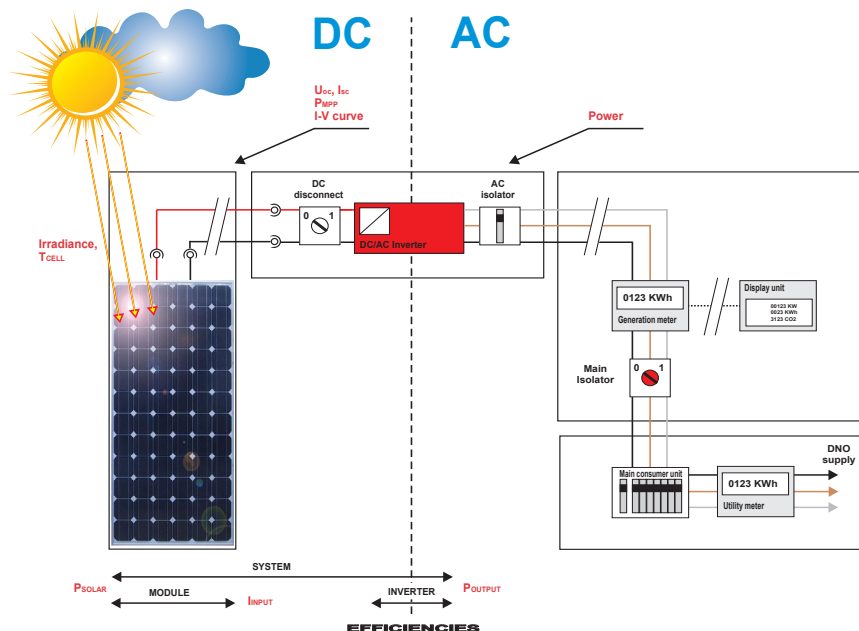 DC AC
Uoc, Isc
PMPP
I-V curve
Power
DC
disconnect
AC
isolator
0 1
DC/AC Inverter
Irradiance,
TCELL
0123 KWh
Generation meter
Display unit
00123 KW
0023 KWh
3123 CO2
Main
Isolator
0 1
DNO
supply
Main consumer unit
0123 KWh
Utility meter
SYSTEM
PSOLAR
POUTPUT
MODULE
IINPUT
INVERTER
EFFICIENCIES